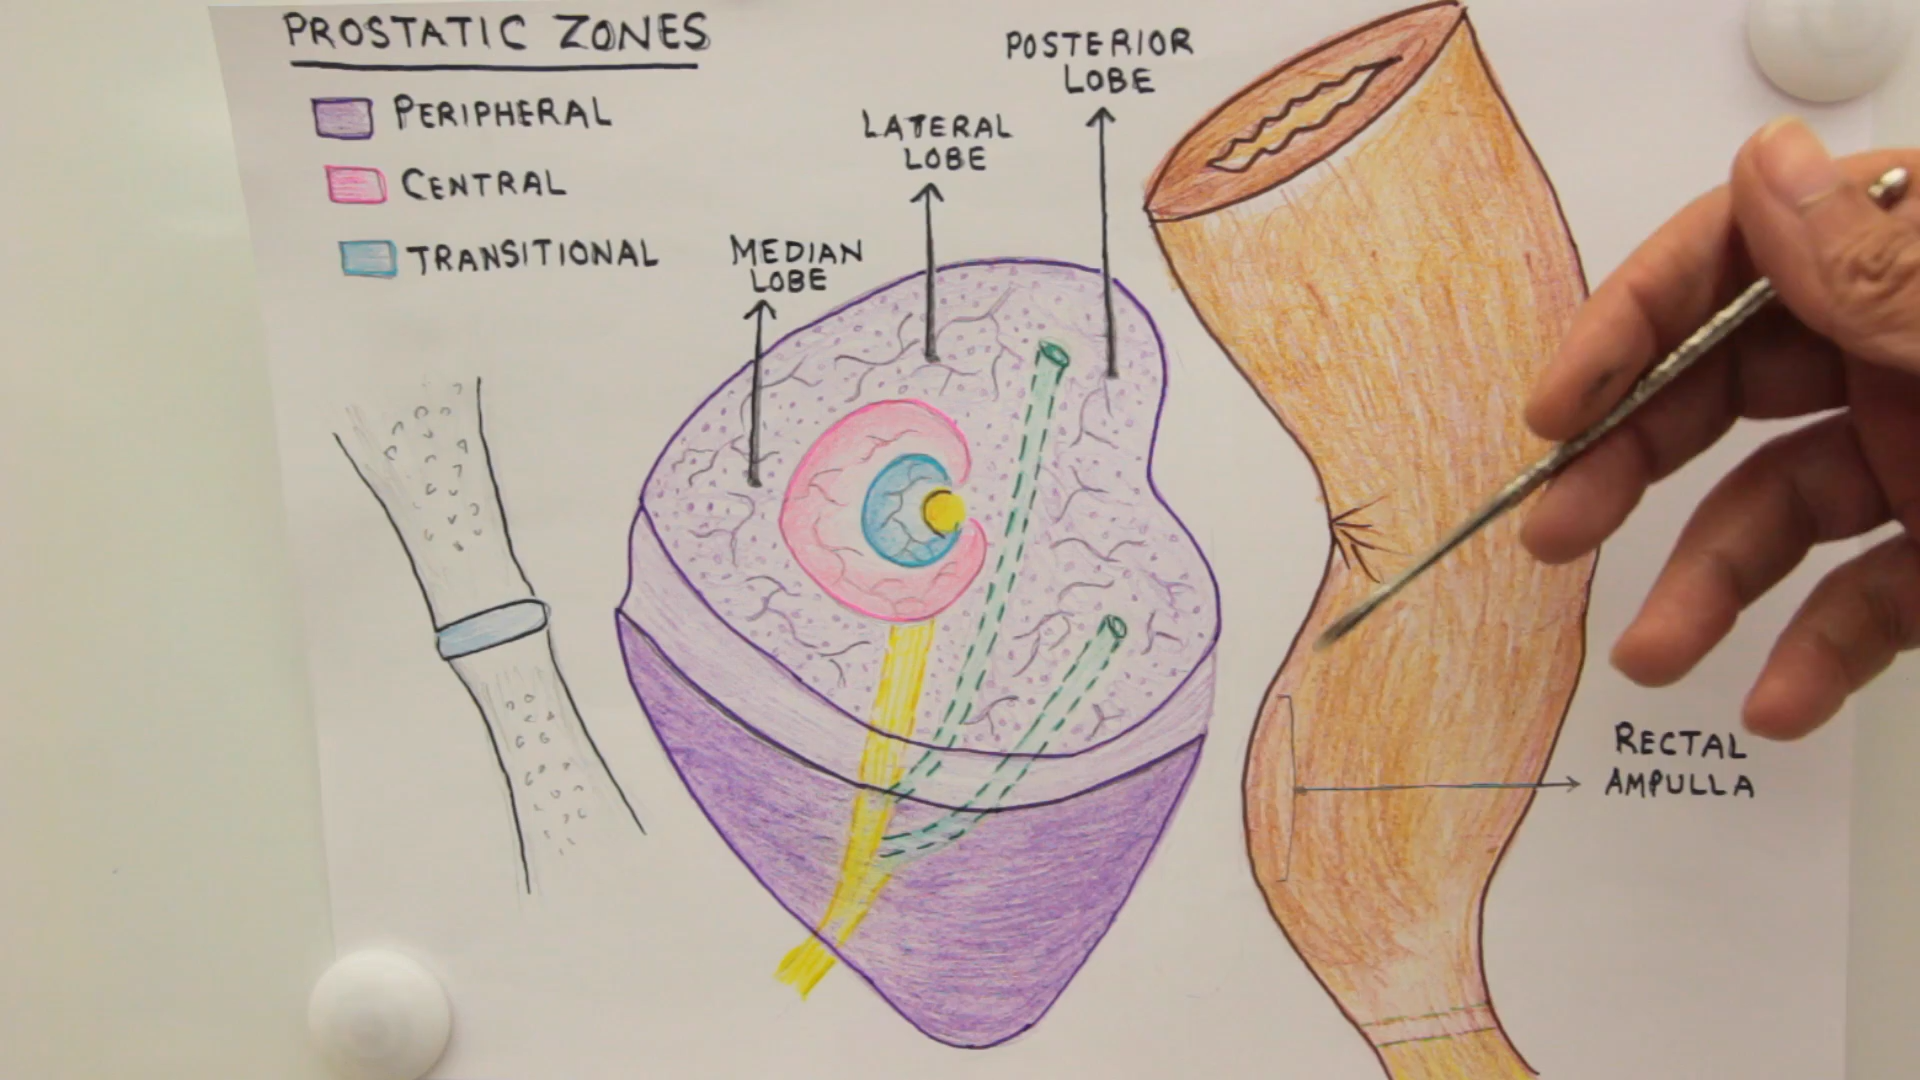 PROSTATIC ZONES
PERIPHERAL
CENTRAL
TRANSITIONAL
MEDIAN
LOBE
LATERAL
LOBE
POSTERIOR
LOBE
RECTAL
AMPULLA